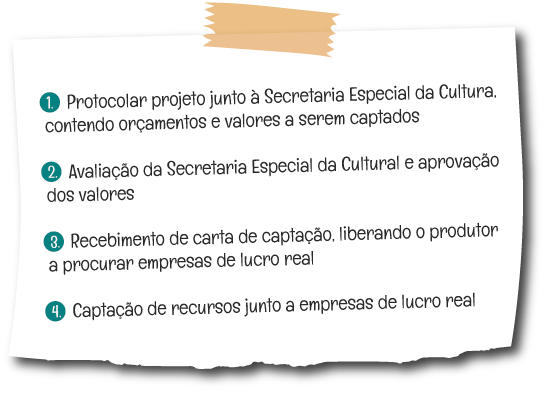 1. Protocolar projeto junto à Secretaria Especial da Cultura,
contendo orçamentos e valores a serem captados
2. Avaliação da Secretaria Especial da Cultural e aprovação
dos valores
3. Recebimento de carta de captação, liberando o produtor
a procurar empresas de lucro real
4. Captação de recursos junto a empresas de lucro real